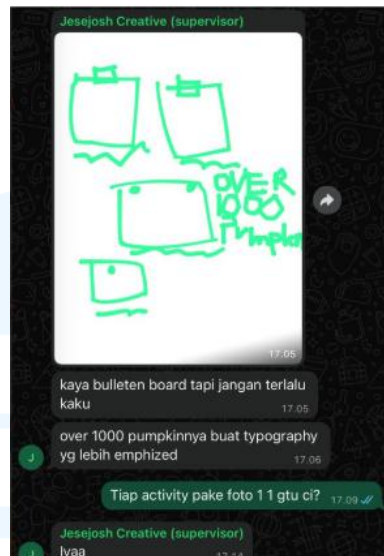 Jesejosh Creative (supervisor)
OVER
1000
17.05
kaya bulleten board tapi jangan terlalu
kaku
17.05
over 1000 pumpkinnya buat typography
yg lebih emphized
17.06
J
Tiap activity pake foto 1 1 gtu ci?
17.09
Jesejosh Creative (supervisor)
Iyaa
J